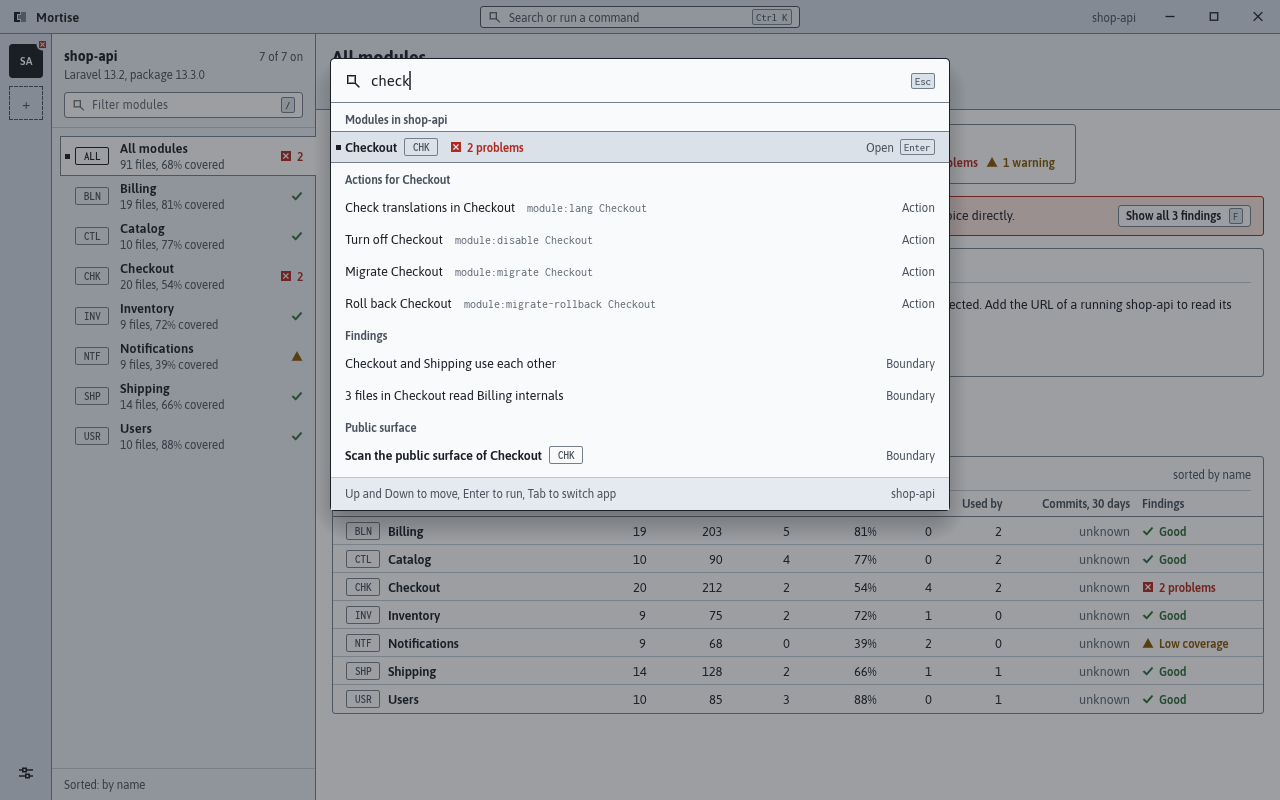 Mortise
Search or run a command
Ctrl K
shop-api
SA
+
shop-api
7 of 7 on
Laravel 13.2, package 13.3.0
Filter modules
/
ALL
All modules
91 files, 68% covered
2
BLN
Billing
19 files, 81% covered
CTL
Catalog
10 files, 77% covered
CHK
Checkout
20 files, 54% covered
2
INV
Inventory
9 files, 72% covered
NTF
Notifications
9 files, 39% covered
SHP
Shipping
14 files, 66% covered
USR
Users
10 files, 88% covered
Sorted: by name
All modules
check
Esc
Modules in shop-api
Checkout CHK 2 problems Open Enter
Actions for Checkout
Check translations in Checkout module:lang Checkout Action
Turn off Checkout module:disable Checkout Action
Migrate Checkout module:migrate Checkout Action
Roll back Checkout module:migrate-rollback Checkout Action
Findings
Checkout and Shipping use each other Boundary
3 files in Checkout read Billing internals Boundary
Public surface
Scan the public surface of Checkout CHK Boundary
Up and Down to move, Enter to run, Tab to switch app shop-api
1 warning
directly.
Show all 3 findings F
Add the URL of a running shop-api to read its
sorted by name
Used by Commits, 30 days Findings
BLN Billing 19 203 5 81% 0 2 unknown Good
CTL Catalog 10 90 4 77% 0 2 unknown Good
CHK Checkout 20 212 2 54% 4 2 unknown 2 problems
INV Inventory 9 75 2 72% 1 0 unknown Good
NTF Notifications 9 68 0 39% 2 0 unknown Low coverage
SHP Shipping 14 128 2 66% 1 1 unknown Good
USR Users 10 85 3 88% 0 1 unknown Good